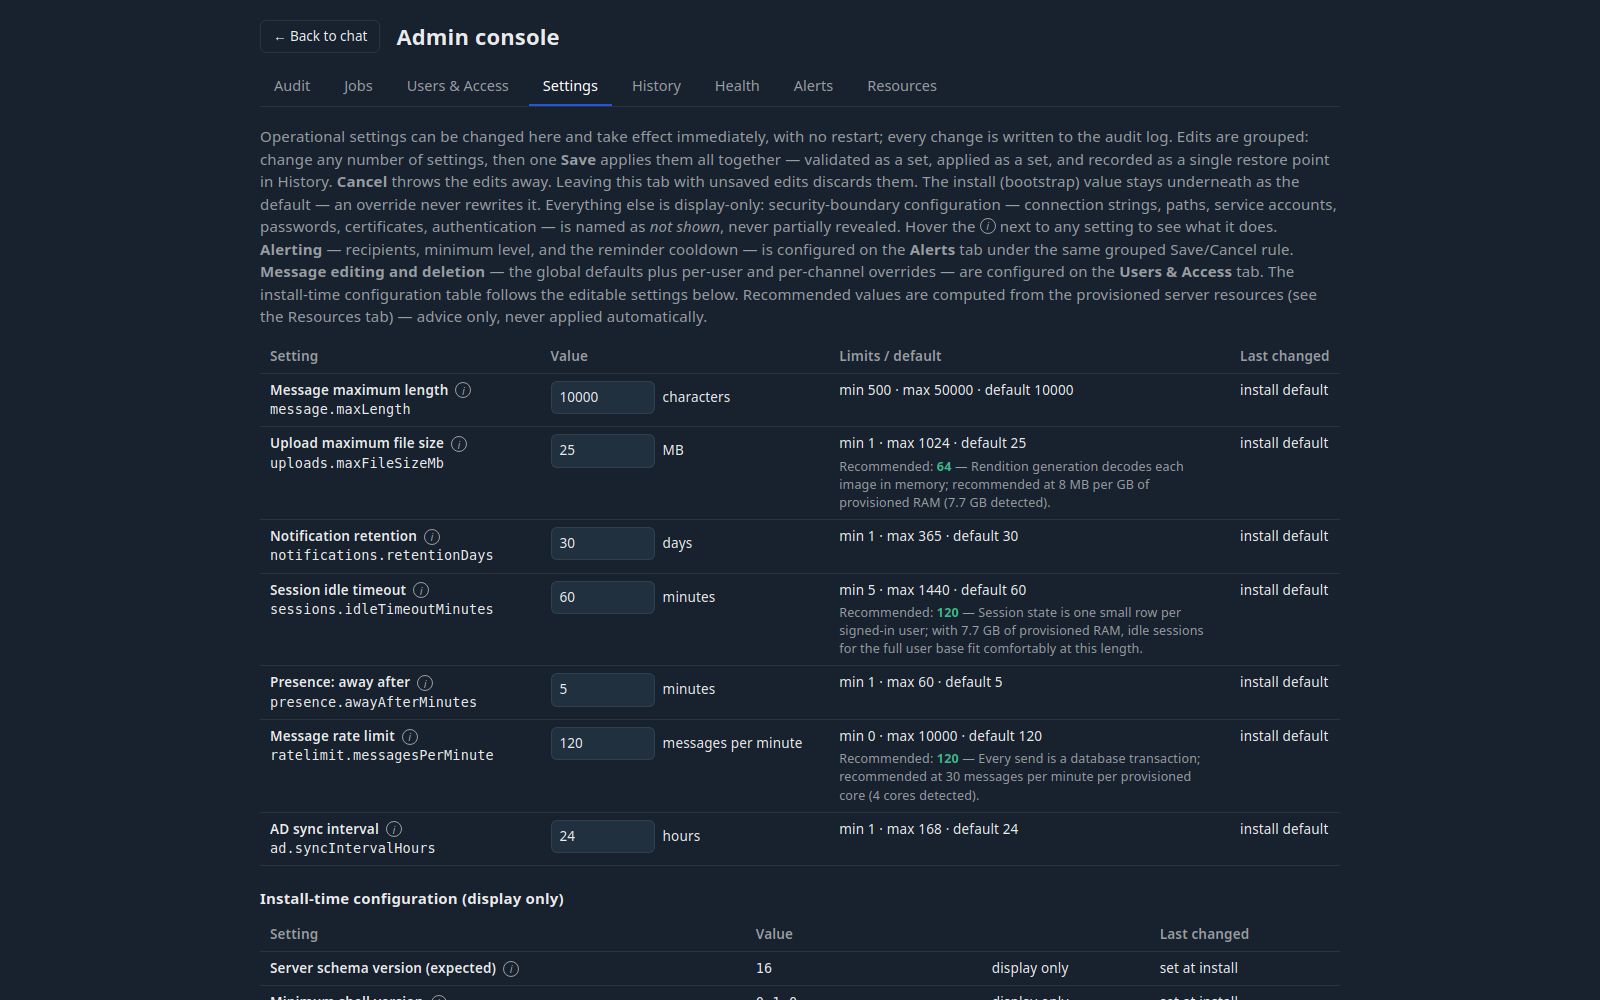 ← Back to chat
Admin console
Audit
Jobs
Users & Access
Settings
History
Health
Alerts
Resources
Operational settings can be changed here and take effect immediately, with no restart; every change is written to the audit log. Edits are grouped:
change any number of settings, then one Save applies them all together — validated as a set, applied as a set, and recorded as a single restore point
in History. Cancel throws the edits away. Leaving this tab with unsaved edits discards them. The install (bootstrap) value stays underneath as the
default — an override never rewrites it. Everything else is display-only: security-boundary configuration — connection strings, paths, service accounts,
passwords, certificates, authentication — is named as not shown, never partially revealed. Hover the ⓘ next to any setting to see what it does.
Alerting — recipients, minimum level, and the reminder cooldown — is configured on the Alerts tab under the same grouped Save/Cancel rule.
Message editing and deletion — the global defaults plus per-user and per-channel overrides — are configured on the Users & Access tab. The
install-time configuration table follows the editable settings below. Recommended values are computed from the provisioned server resources (see
the Resources tab) — advice only, never applied automatically.
Setting
Value
Limits / default
Last changed
Message maximum length ⓘ
message.maxLength
10000
characters
min 500 · max 50000 · default 10000
install default
Upload maximum file size ⓘ
uploads.maxFileSizeMb
25
MB
min 1 · max 1024 · default 25
Recommended: 64 — Rendition generation decodes each
image in memory; recommended at 8 MB per GB of
provisioned RAM (7.7 GB detected).
install default
Notification retention ⓘ
notifications.retentionDays
30
days
min 1 · max 365 · default 30
install default
Session idle timeout ⓘ
sessions.idleTimeoutMinutes
60
minutes
min 5 · max 1440 · default 60
Recommended: 120 — Session state is one small row per
signed-in user; with 7.7 GB of provisioned RAM, idle sessions
for the full user base fit comfortably at this length.
install default
Presence: away after ⓘ
presence.awayAfterMinutes
5
minutes
min 1 · max 60 · default 5
install default
Message rate limit ⓘ
ratelimit.messagesPerMinute
120
messages per minute
min 0 · max 10000 · default 120
Recommended: 120 — Every send is a database transaction;
recommended at 30 messages per minute per provisioned
core (4 cores detected).
install default
AD sync interval ⓘ
ad.syncIntervalHours
24
hours
min 1 · max 168 · default 24
install default
Install-time configuration (display only)
Setting
Value
Last changed
Server schema version (expected) ⓘ
16
display only
set at install